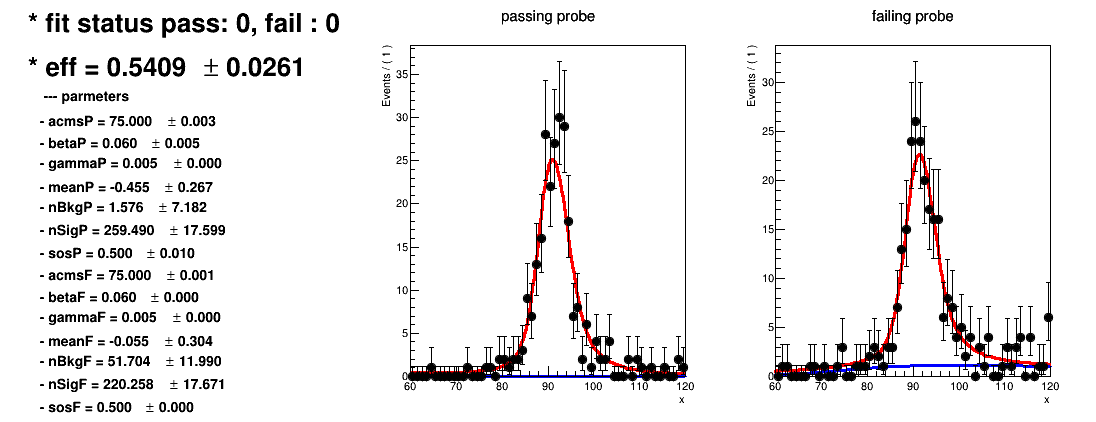 * fit status pass: 0, fail : 0
* eff = 0.5409 ± 0.0261
--- parmeters
- acmsP = 75.000 ± 0.003
- betaP = 0.060 ± 0.005
- gammaP = 0.005 ± 0.000
- meanP = -0.455 ± 0.267
- nBkgP = 1.576 ± 7.182
- nSigP = 259.490 ± 17.599
- sosP = 0.500 ± 0.010
- acmsF = 75.000 ± 0.001
- betaF = 0.060 ± 0.000
- gammaF = 0.005 ± 0.000
- meanF = -0.055 ± 0.304
- nBkgF = 51.704 ± 11.990
- nSigF = 220.258 ± 17.671
- sosF = 0.500 ± 0.000
passing probe
Events / ( 1 )
35
30
25
20
15
10
5
0
60 70 80 90 100 110 120
x
failing probe
Events / ( 1 )
30
25
20
15
10
5
0
60 70 80 90 100 110 120
x